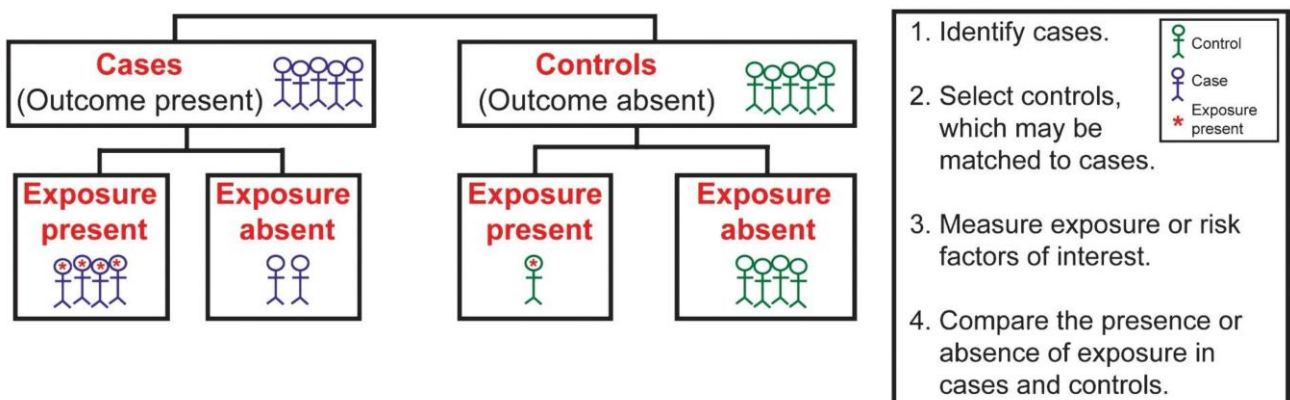 Cases
(Outcome present)
Controls
(Outcome absent)
Exposure
present
Exposure
absent
Exposure
present
Exposure
absent
1. Identify cases.
2. Select controls,
which may be
matched to cases.
3. Measure exposure or risk
factors of interest.
4. Compare the presence or
absence of exposure in
cases and controls.
Control
Case
* Exposure
present